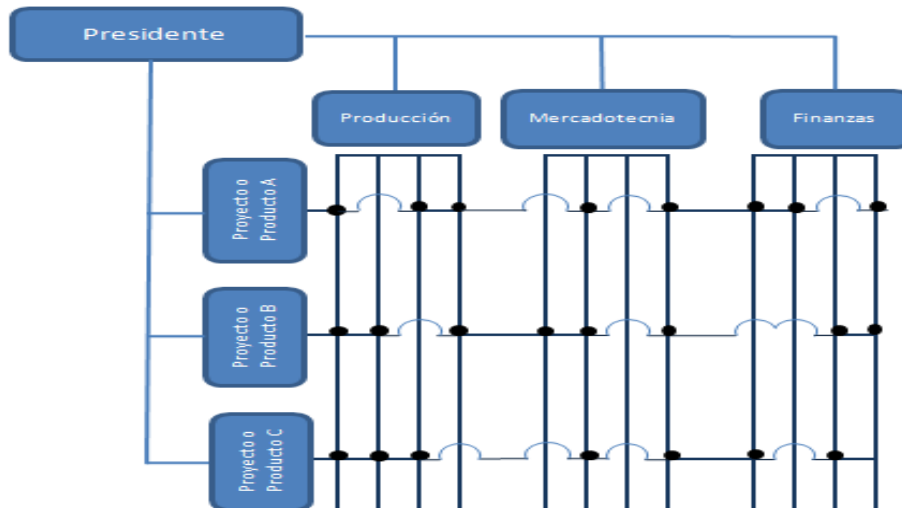 Presidente
Producción
Mercadotecnia
Finanzas
Proyecto o
Producto A
Proyecto o
Producto B
Proyecto o
Producto C